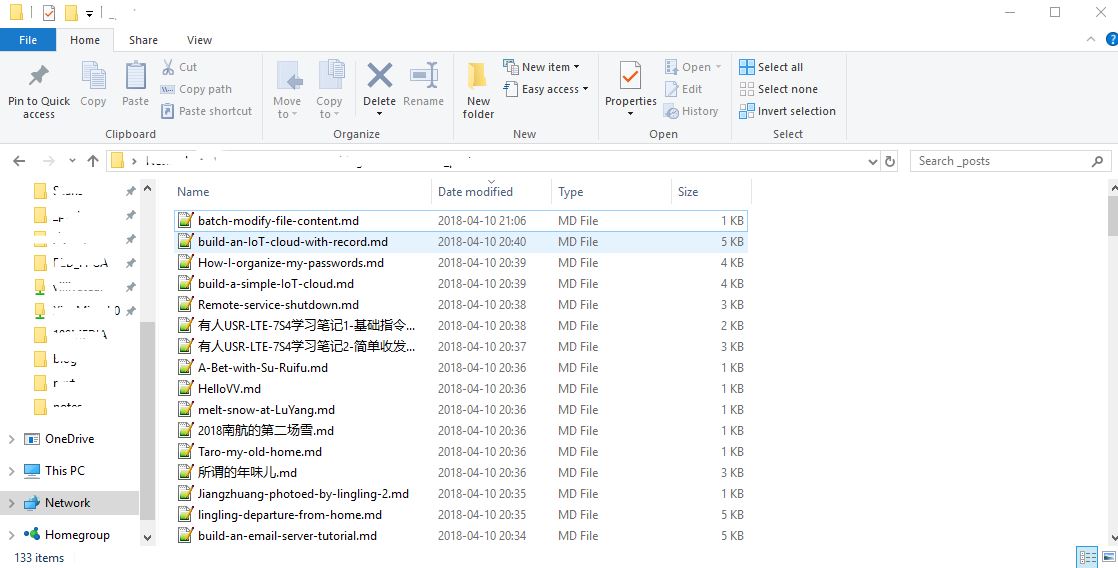 File Home Share View
Pin to Quick access
Copy
Paste
Cut
Copy path
Paste shortcut
Clipboard
Move to
Copy to
Delete
Rename
Organize
New folder
New item
Easy access
New
Properties
Open
Edit
History
Open
Select all
Select none
Invert selection
Select
Search _posts
Name Date modified Type Size
batch-modify-file-content.md 2018-04-10 21:06 MD File 1 KB
build-an-IoT-cloud-with-record.md 2018-04-10 20:40 MD File 5 KB
How-I-organize-my-passwords.md 2018-04-10 20:39 MD File 4 KB
build-a-simple-IoT-cloud.md 2018-04-10 20:39 MD File 4 KB
Remote-service-shutdown.md 2018-04-10 20:38 MD File 3 KB
有人USR-LTE-7S4学习笔记1-基础指令... 2018-04-10 20:38 MD File 2 KB
有人USR-LTE-7S4学习笔记2-简单收发... 2018-04-10 20:37 MD File 3 KB
A-Bet-with-Su-Ruifu.md 2018-04-10 20:36 MD File 1 KB
HelloVV.md 2018-04-10 20:36 MD File 1 KB
melt-snow-at-LuYang.md 2018-04-10 20:36 MD File 1 KB
2018南航的第二场雪.md 2018-04-10 20:36 MD File 1 KB
Taro-my-old-home.md 2018-04-10 20:36 MD File 1 KB
所谓的年味儿.md 2018-04-10 20:36 MD File 3 KB
Jiangzhuang-photoed-by-lingling-2.md 2018-04-10 20:35 MD File 1 KB
lingling-departure-from-home.md 2018-04-10 20:35 MD File 5 KB
build-an-email-server-tutorial.md 2018-04-10 20:34 MD File 5 KB
OneDrive
This PC
Network
Homegroup
133 items